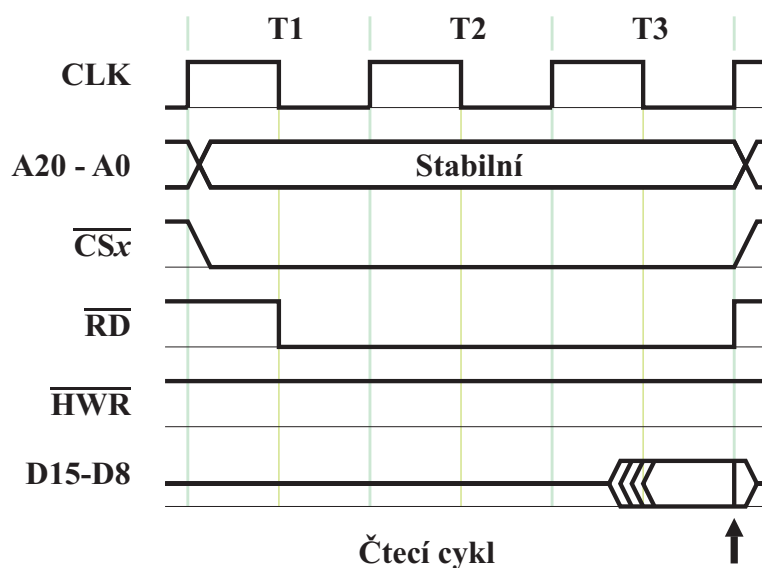 T1 T2 T3
CLK
A20 - A0 Stabilní
CSx
RD
HWR
D15-D8
Čtecí cykl